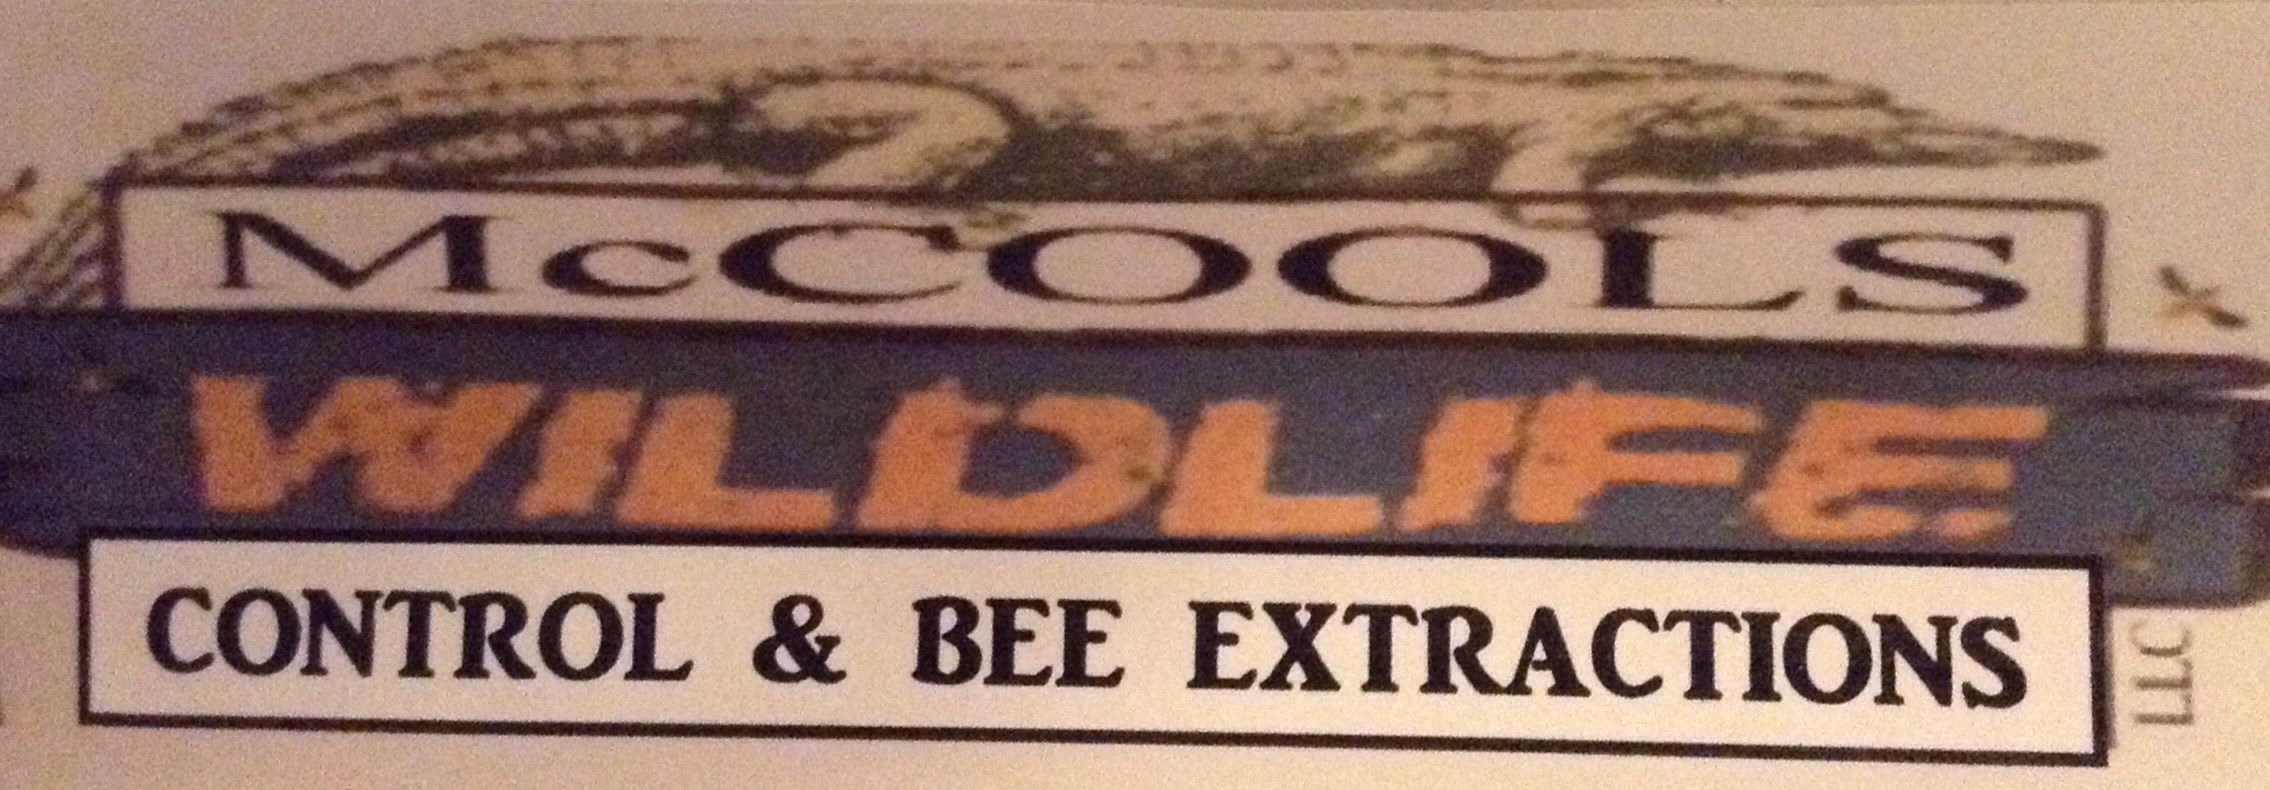 McCOOLS
WILDLIFE
CONTROL & BEE EXTRACTIONS
LLC